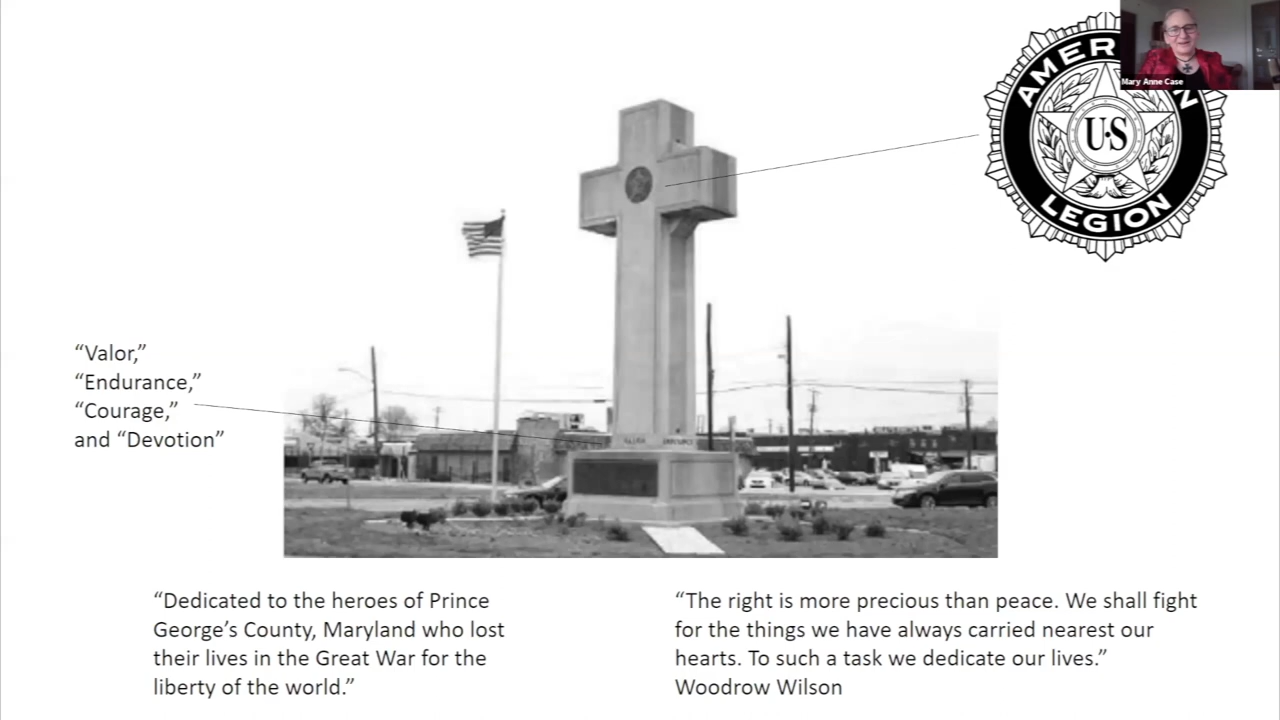 AMER
N
U·S
LEGION
Mary Anne Case
“Valor,”
“Endurance,”
“Courage,”
and “Devotion”
“Dedicated to the heroes of Prince
George’s County, Maryland who lost
their lives in the Great War for the
liberty of the world.”
“The right is more precious than peace. We shall fight
for the things we have always carried nearest our
hearts. To such a task we dedicate our lives.”
Woodrow Wilson